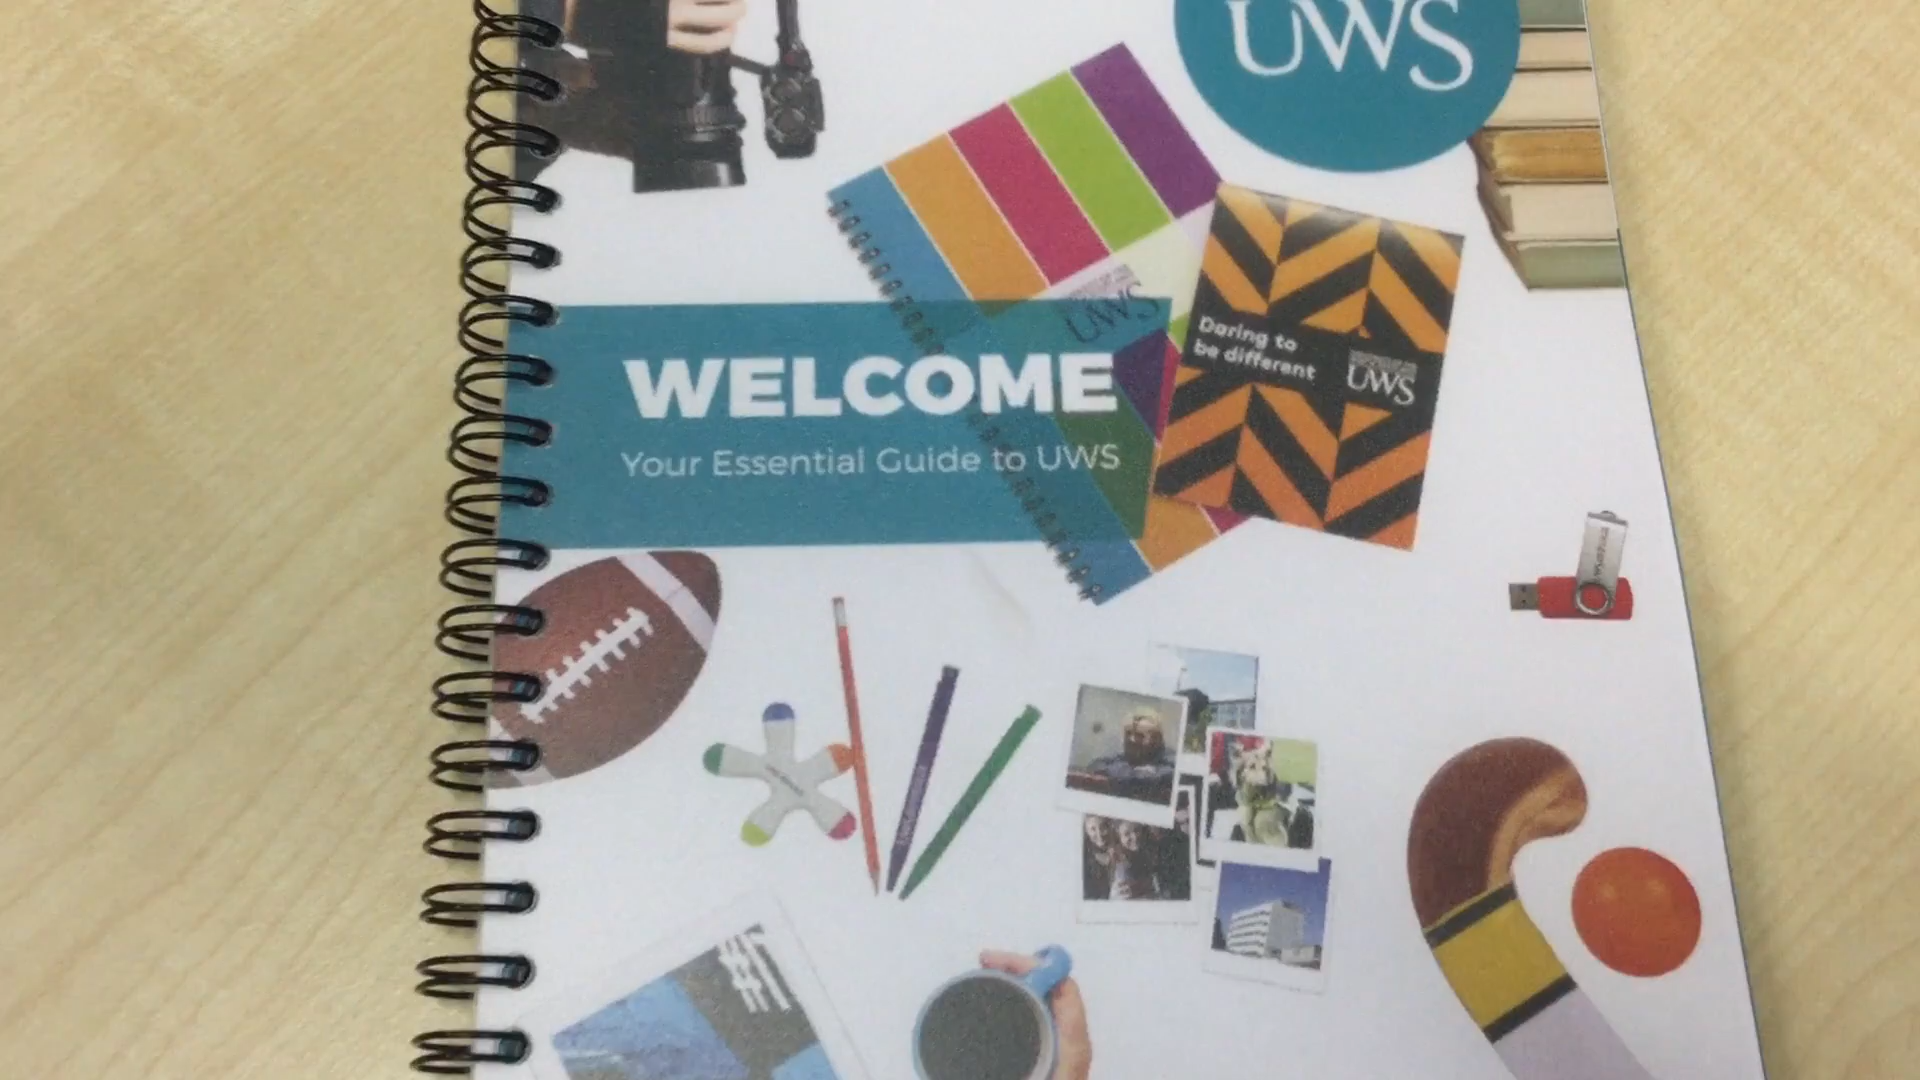 UWS
UWS
Daring to
be different
UWS
WELCOME
Your Essential Guide to UWS